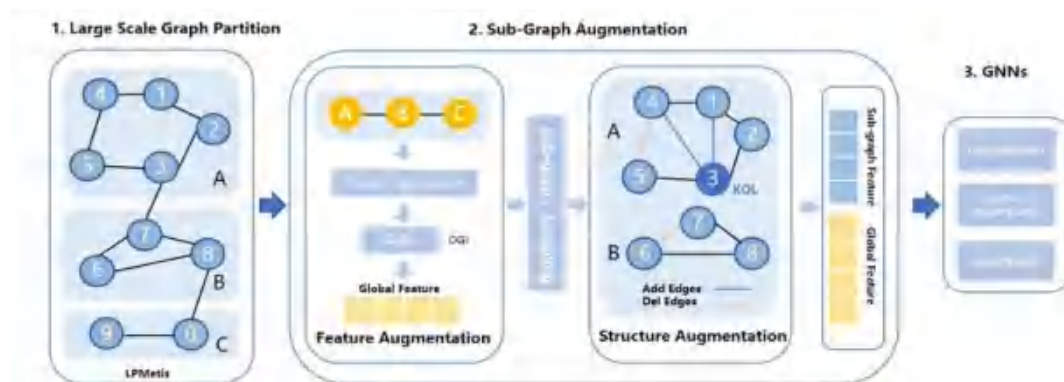 1. Large Scale Graph Partition
2. Sub-Graph Augmentation
3. GNNs
4 1
2
5 3
A
7
6 8
B
9 0
C
LPMetis
A B C
DGI
Global Feature
Feature Augmentation
4 1
A 2
5 3
KOL
7
B 6 8
Add Edges
Del Edges
Structure Augmentation
Sub-graph Feature
Global Feature